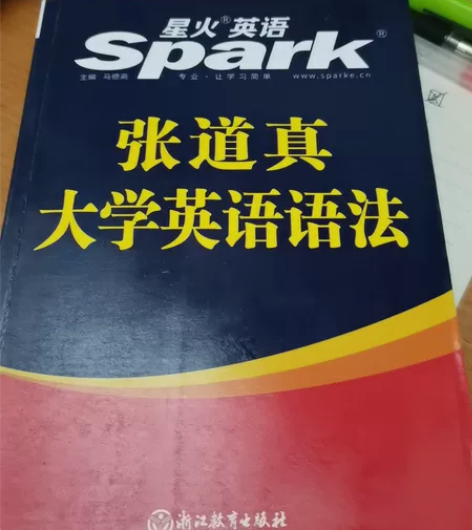 星火®英语
Spark®
主编 马德高 专业·让学习简单 www.sparke.cn
张道真
大学英语语法
浙江教育出版社